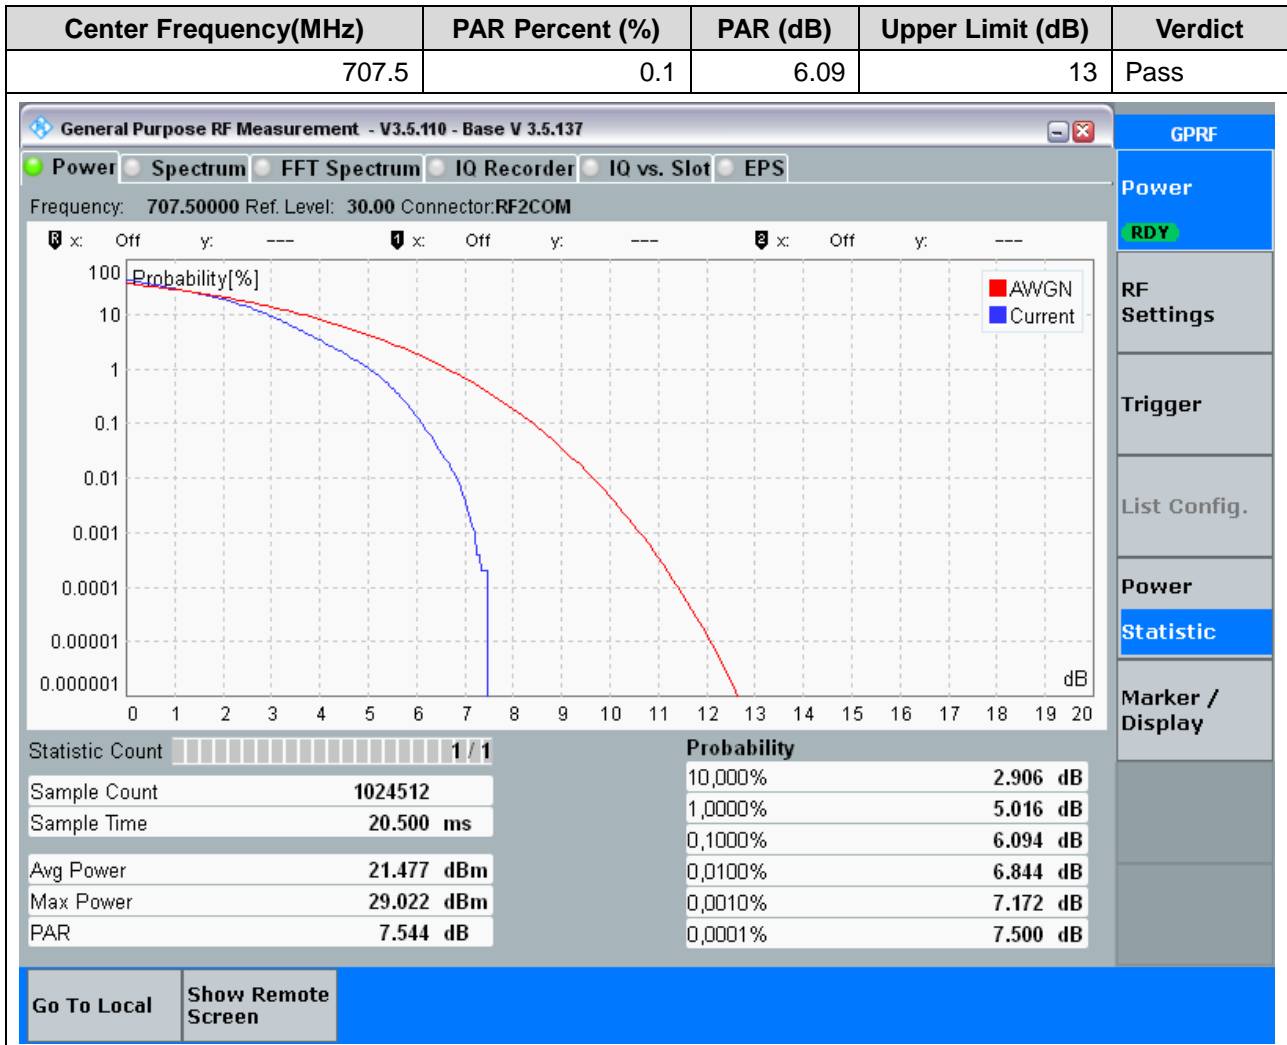 Center Frequency(MHz) PAR Percent (%) PAR (dB) Upper Limit (dB) Verdict
707.5 0.1 6.09 13 Pass
General Purpose RF Measurement - V3.5.110 - Base V 3.5.137
GPRF
Power Spectrum FFT Spectrum IQ Recorder IQ vs. Slot EPS
Power
RDY
Frequency: 707.50000 Ref. Level: 30.00 Connector:RF2COM
R x: Off y: --- 1 x: Off y: --- 2 x: Off y: ---
Probability[%]
AWGN
Current
100
10
1
0.1
0.01
0.001
0.0001
0.00001
0.000001
dB
0 1 2 3 4 5 6 7 8 9 10 11 12 13 14 15 16 17 18 19 20
RF
Settings
Trigger
List Config.
Power
Statistic
Marker /
Display
Statistic Count 1 / 1
Sample Count 1024512
Sample Time 20.500 ms
Avg Power 21.477 dBm
Max Power 29.022 dBm
PAR 7.544 dB
Probability
10,000% 2.906 dB
1,0000% 5.016 dB
0,1000% 6.094 dB
0,0100% 6.844 dB
0,0010% 7.172 dB
0,0001% 7.500 dB
Go To Local
Show Remote
Screen